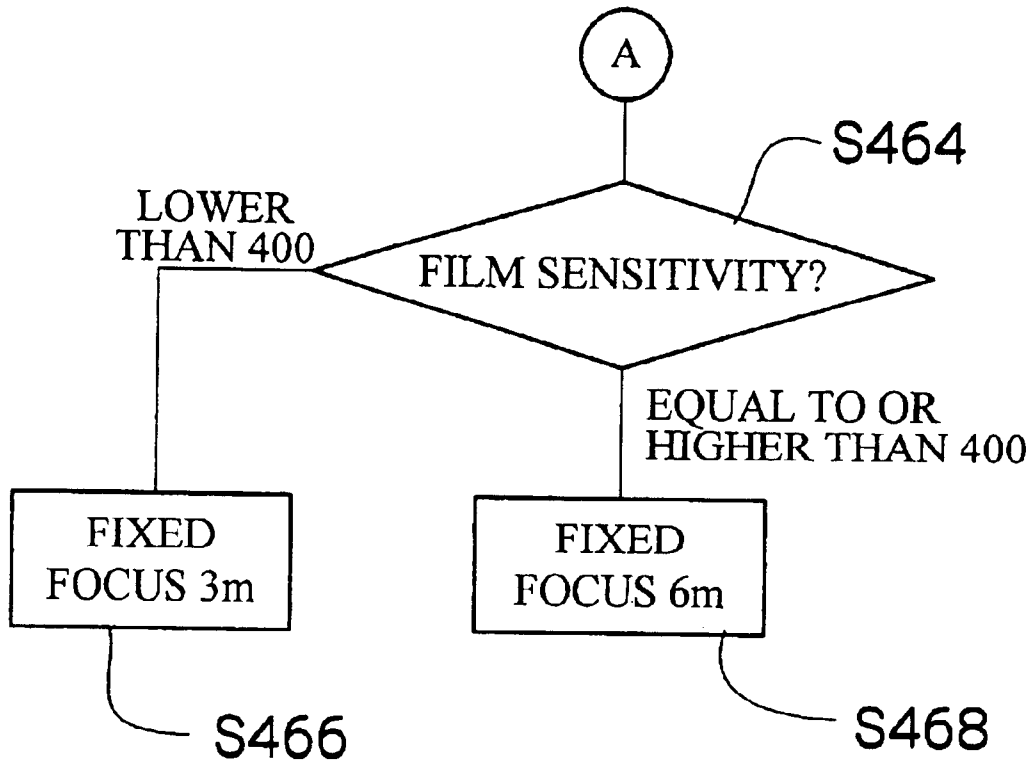 A
S464
LOWER
THAN 400
FILM SENSITIVITY?
EQUAL TO OR
HIGHER THAN 400
FIXED
FOCUS 3m
FIXED
FOCUS 6m
S466
S468